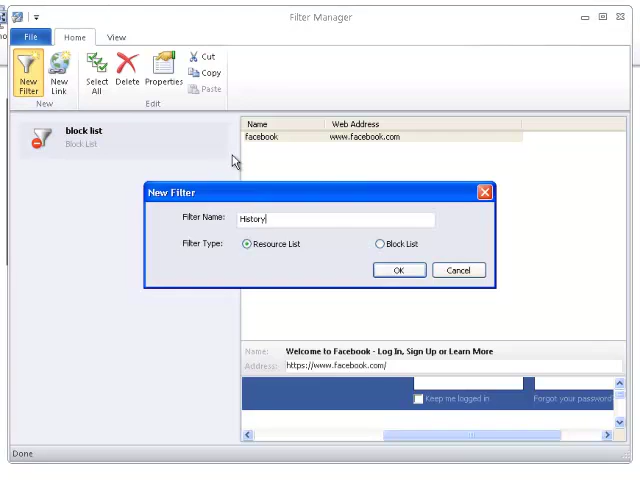 Filter Manager
File Home View
New Filter
New Link
New
Select All
Delete
Properties
Cut
Copy
Paste
Edit
block list
Block List
Name Web Address
facebook www.facebook.com
New Filter
Filter Name: History
Filter Type: Resource List Block List
OK Cancel
Name: Welcome to Facebook - Log In, Sign Up or Learn More
Address: https://www.facebook.com/
Keep me logged in Forgot your password?
Done